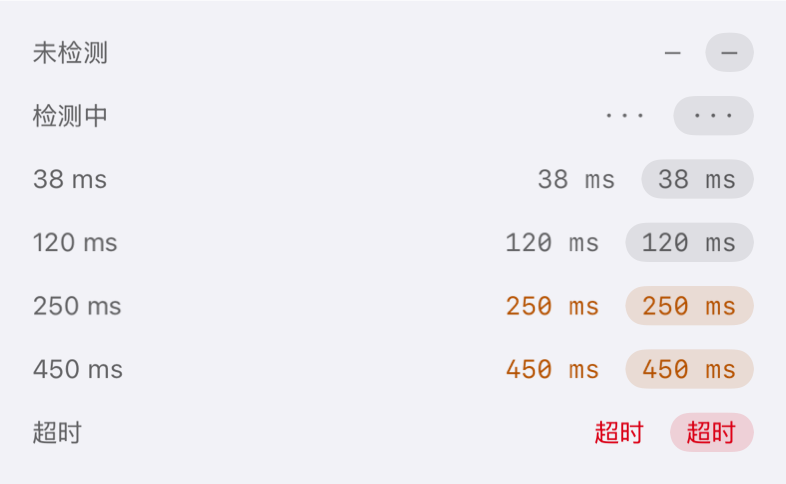 未检测 — —
检测中 ··· ···
38 ms 38 ms 38 ms
120 ms 120 ms 120 ms
250 ms 250 ms 250 ms
450 ms 450 ms 450 ms
超时 超时 超时